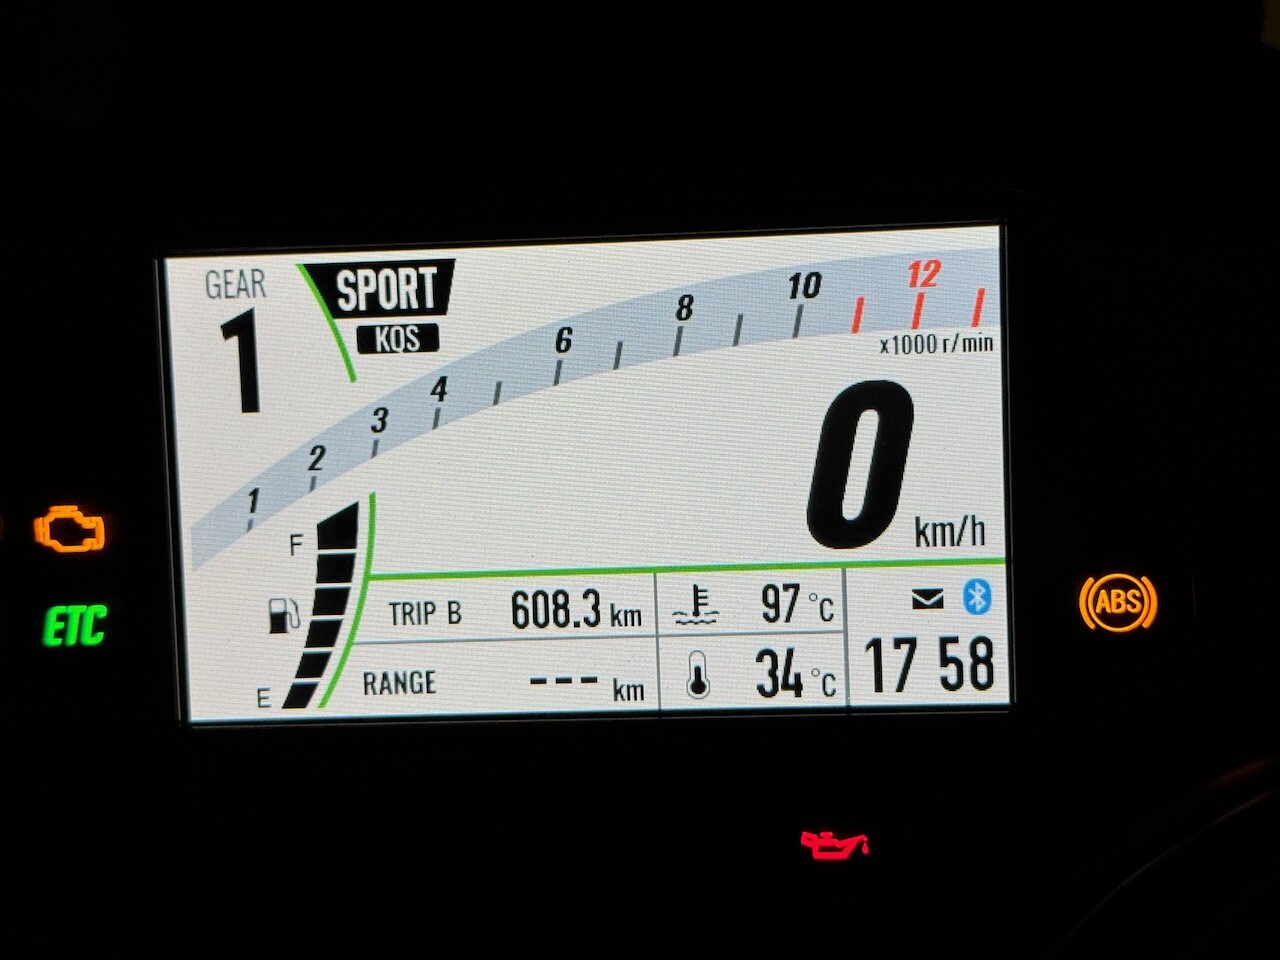 GEAR
1
SPORT
KQS
1 2 3 4 6 8 10 12
x1000 r/min
0 km/h
F
E
TRIP B 608.3 km
RANGE --- km
97 °C
34 °C
17 58
ETC
ABS